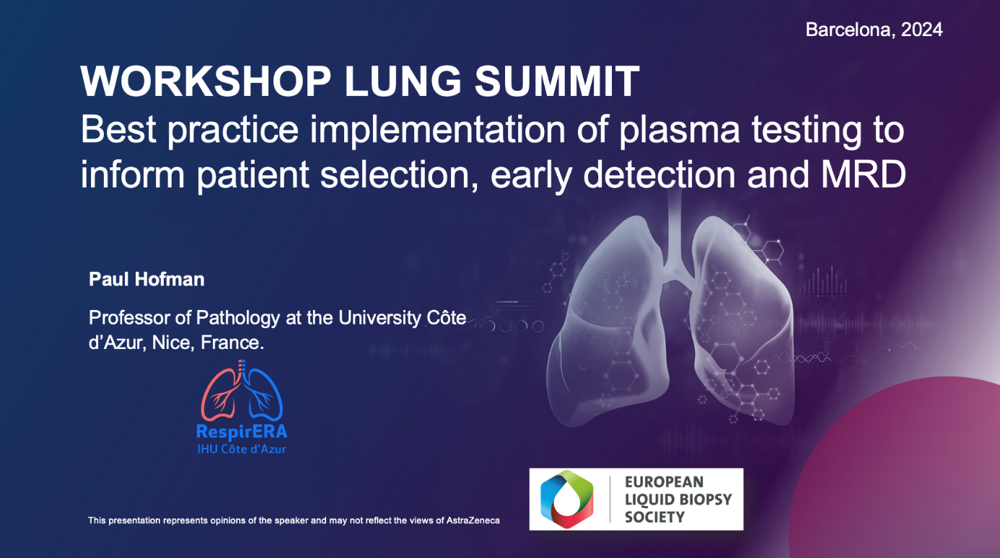 Barcelona, 2024
WORKSHOP LUNG SUMMIT
Best practice implementation of plasma testing to
inform patient selection, early detection and MRD
Paul Hofman
Professor of Pathology at the University Côte
d’Azur, Nice, France.
RespirERA
IHU Côte d'Azur
EUROPEAN
LIQUID BIOPSY
SOCIETY
This presentation represents opinions of the speaker and may not reflect the views of AstraZeneca